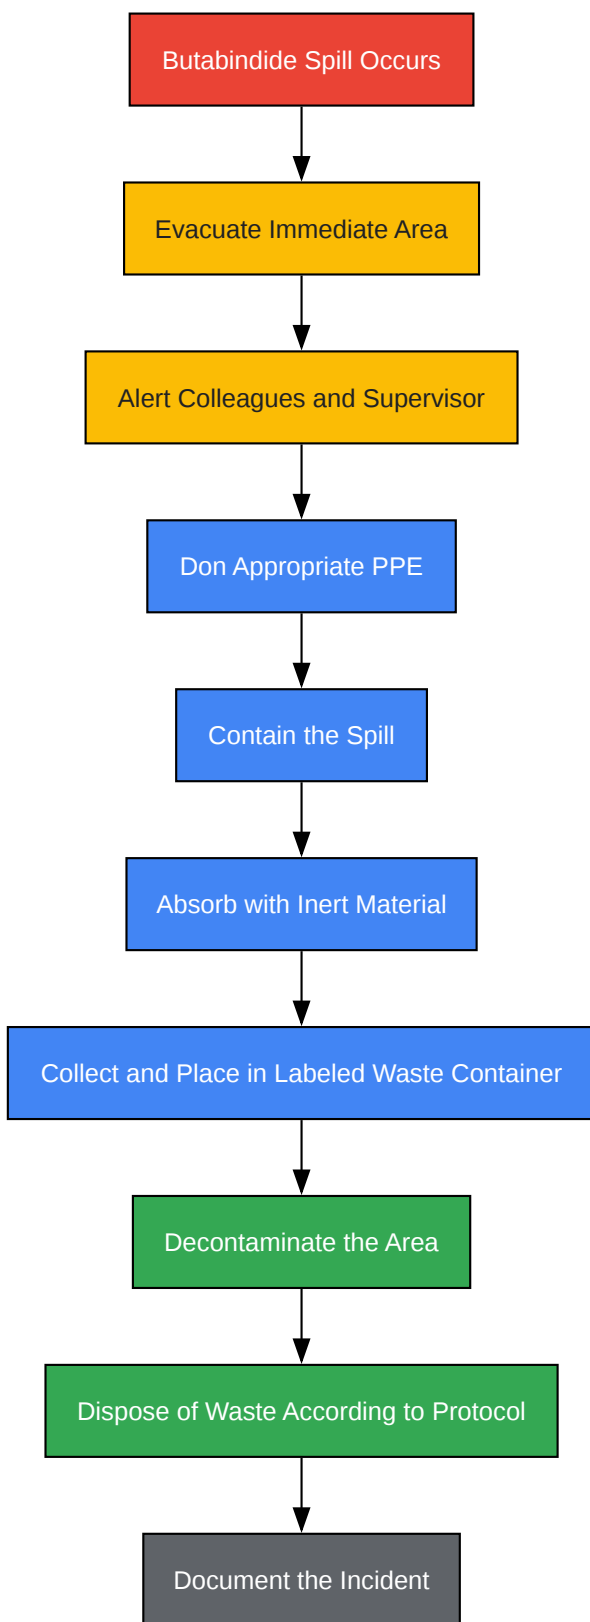 Butabindide Spill Occurs
Evacuate Immediate Area
Alert Colleagues and Supervisor
Don Appropriate PPE
Contain the Spill
Absorb with Inert Material
Collect and Place in Labeled Waste Container
Decontaminate the Area
Dispose of Waste According to Protocol
Document the Incident